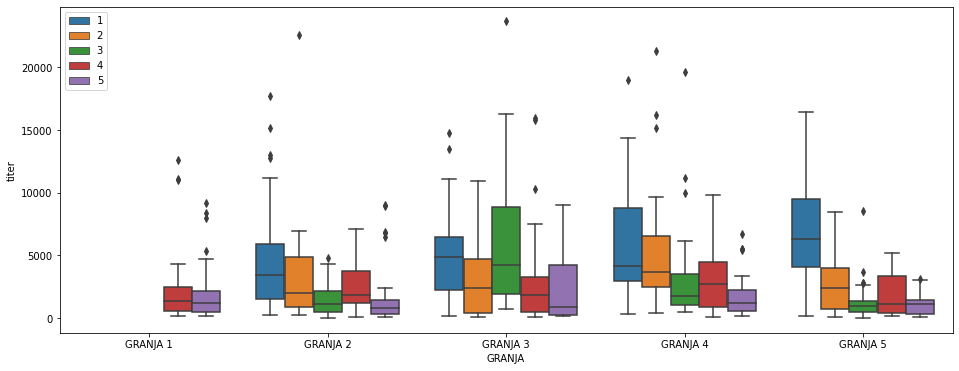 1
2
3
4
5
titer
20000
15000
10000
5000
0
GRANJA 1
GRANJA 2
GRANJA 3
GRANJA 4
GRANJA 5
GRANJA